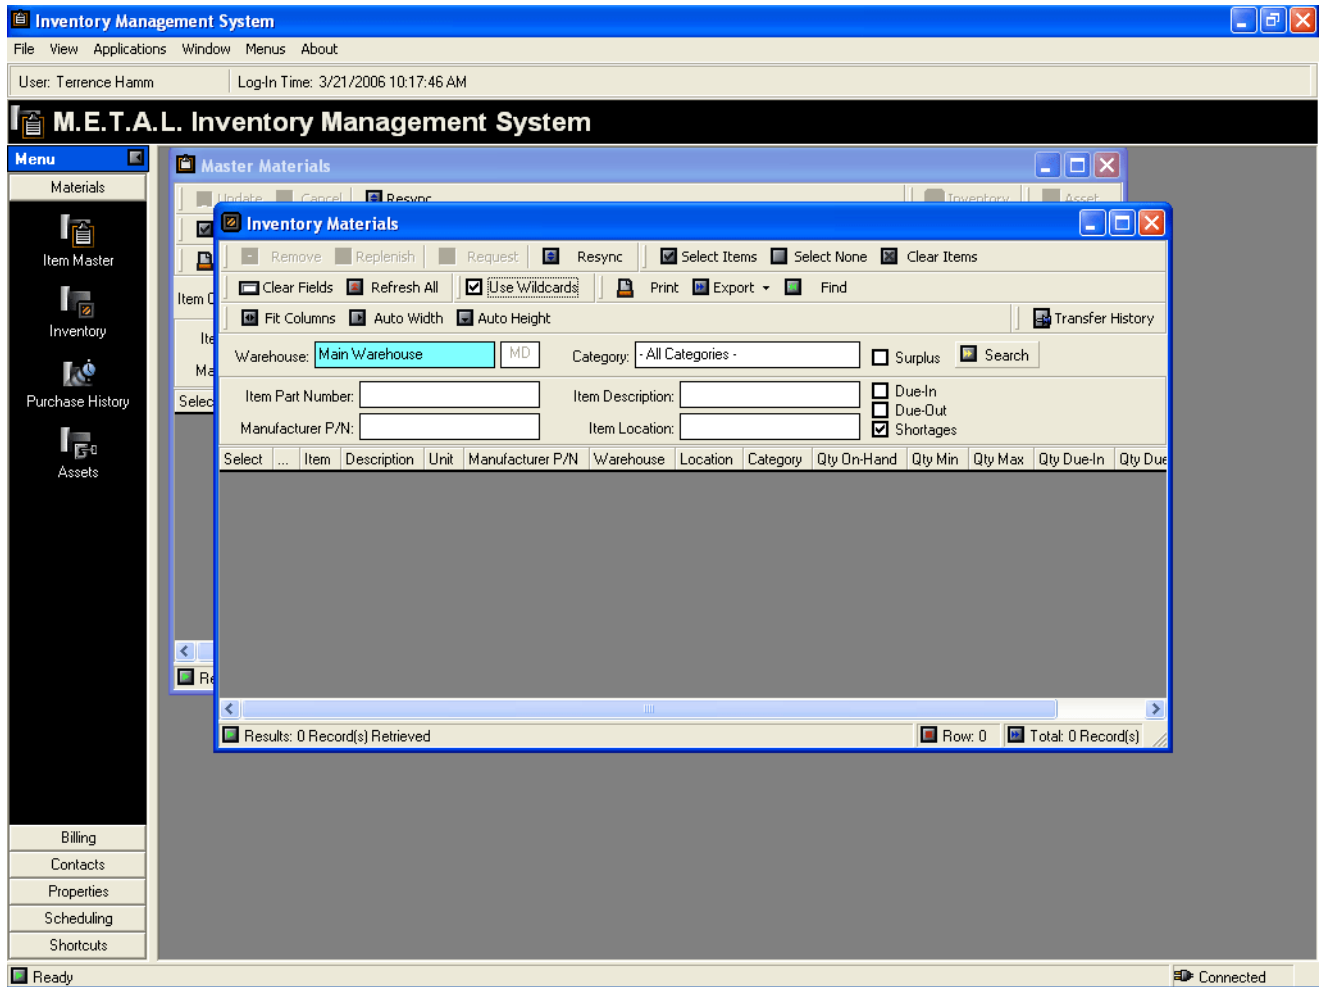 Inventory Management System
File View Applications Window Menus About
User: Terrence Hamm Log-In Time: 3/21/2006 10:17:46 AM
M.E.T.A.L. Inventory Management System
Menu
Materials
Item Master
Inventory
Purchase History
Assets
Billing
Contacts
Properties
Scheduling
Shortcuts
Master Materials
Update Cancel Resync Inventory Asset
Item
Selec
Inventory Materials
Remove Replenish Request Resync Select Items Select None Clear Items
Clear Fields Refresh All Use Wildcards Print Export Find
Fit Columns Auto Width Auto Height Transfer History
Warehouse: Main Warehouse MD Category: - All Categories - Surplus Search
Item Part Number: Item Description: Due-In
Due-Out
Manufacturer P/N: Item Location: Shortages
Select ... Item Description Unit Manufacturer P/N Warehouse Location Category Qty On-Hand Qty Min Qty Max Qty Due-In Qty Due
Results: 0 Record(s) Retrieved Row: 0 Total: 0 Record(s)
Ready Connected